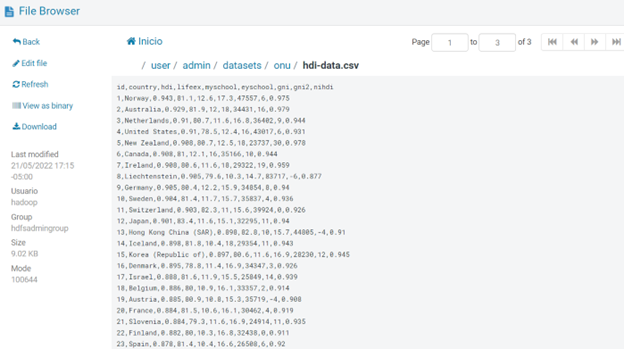 File Browser
Back
Edit file
Refresh
View as binary
Download
Last modified
21/05/2022 17:15
-05:00
Usuario
hadoop
Group
hdfsadmingroup
Size
9.02 KB
Mode
100644
Inicio
Page 1 to 3 of 3
/ user / admin / datasets / onu / hdi-data.csv
id,country,hdi,lifeex,myschool,eyschool,gni,gni2,nihdi
1,Norway,0.943,81.1,12.6,17.3,47557,6,0.975
2,Australia,0.929,81.9,12,18,34431,16,0.979
3,Netherlands,0.91,80.7,11.6,16.8,36402,9,0.944
4,United States,0.91,78.5,12.4,16,43017,6,0.931
5,New Zealand,0.908,80.7,12.5,18,23737,30,0.978
6,Canada,0.908,81,12.1,16,35166,10,0.944
7,Ireland,0.908,80.6,11.6,18,29322,19,0.959
8,Liechtenstein,0.905,79.6,10.3,14.7,83717,-6,0.877
9,Germany,0.905,80.4,12.2,15.9,34854,8,0.94
10,Sweden,0.904,81.4,11.7,15.7,35837,4,0.936
11,Switzerland,0.903,82.3,11,15.6,39924,0,0.926
12,Japan,0.901,83.4,11.6,15.1,32295,11,0.94
13,Hong Kong China (SAR),0.898,82.8,10,15.7,44805,-4,0.91
14,Iceland,0.898,81.8,10.4,18,29354,11,0.943
15,Korea (Republic of),0.897,80.6,11.6,16.9,28230,12,0.945
16,Denmark,0.895,78.8,11.4,16.9,34347,3,0.926
17,Israel,0.888,81.6,11.9,15.5,25849,14,0.939
18,Belgium,0.886,80,10.9,16.1,33357,2,0.914
19,Austria,0.885,80.9,10.8,15.3,35719,-4,0.908
20,France,0.884,81.5,10.6,16.1,30462,4,0.919
21,Slovenia,0.884,79.3,11.6,16.9,24914,11,0.935
22,Finland,0.882,80,10.3,16.8,32438,0,0.911
23,Spain,0.878,81.4,10.4,16.6,26508,6,0.92